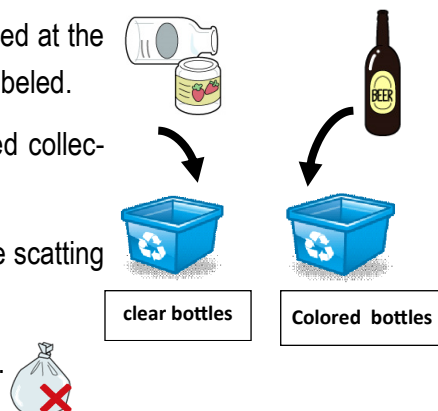 ed at the
beled.
ed collec-
e scatting
BEER
clear bottles
Colored bottles